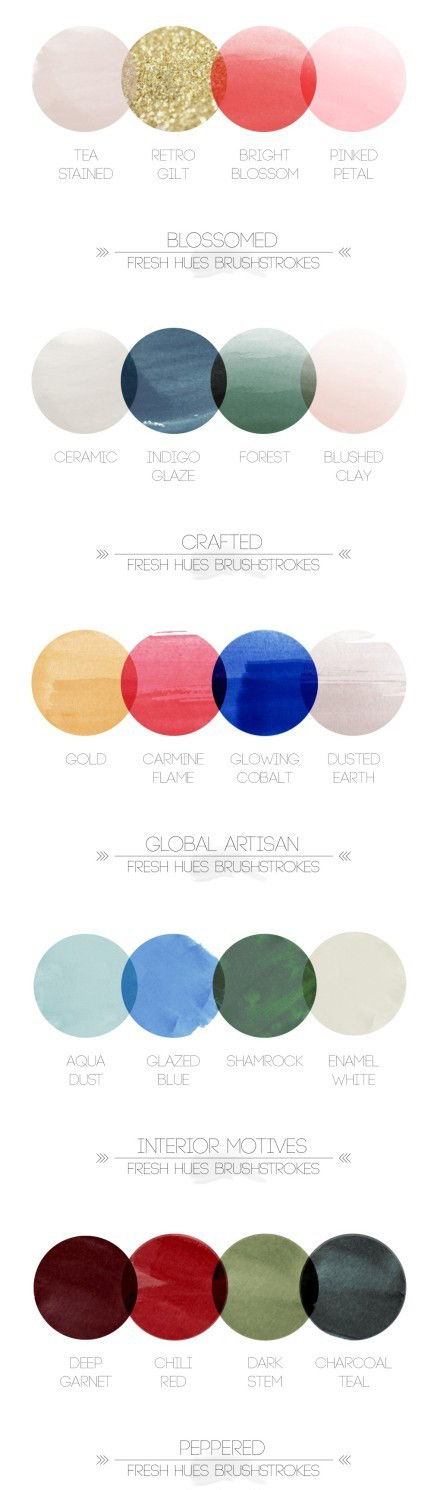 PINKED
PETAL
BRIGHT
BLOSSOM
RETRO
GILT
TEA
STAINED
BLOSSOMED
FRESH HUES BRUSHSTROKES
BLUSHED
CLAY
FOREST
INDIGO
GLAZE
CERAMIC
CRAFTED
FRESH HUES BRUSHSTROKES
DUSTED
EARTH
GLOWING
COBALT
CARMINE
FLAME
GOLD
GLOBAL ARTISAN
FRESH HUES BRUSHSTROKES
ENAMEL
WHITE
SHAMROCK
GLAZED
BLUE
AQUA
DUST
INTERIOR MOTIVES
FRESH HUES BRUSHSTROKES
CHARCOAL
TEAL
DARK
STEM
CHILI
RED
DEEP
GARNET
PEPPERED
FRESH HUES BRUSHSTROKES